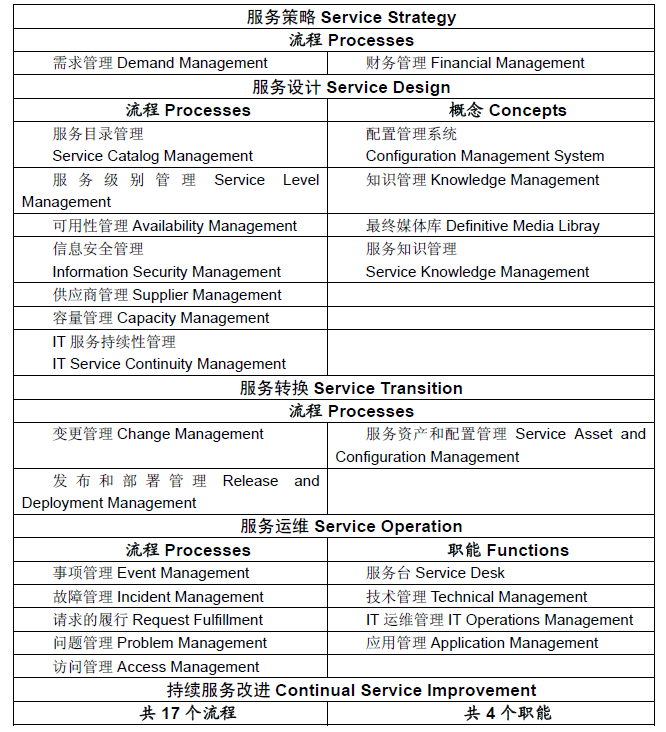 服务策略 Service Strategy
流程 Processes
需求管理 Demand Management
财务管理 Financial Management
服务设计 Service Design
流程 Processes
概念 Concepts
服务目录管理
Service Catalog Management
配置管理系统
Configuration Management System
服务级别管理 Service Level
Management
知识管理 Knowledge Management
可用性管理 Availability Management
最终媒体库 Definitive Media Libray
信息安全管理
Information Security Management
服务知识管理
Service Knowledge Management
供应商管理 Supplier Management
容量管理 Capacity Management
IT 服务持续性管理
IT Service Continuity Management
服务转换 Service Transition
流程 Processes
变更管理 Change Management
服务资产和配置管理 Service Asset and
Configuration Management
发布和部署管理 Release and
Deployment Management
服务运维 Service Operation
流程 Processes
职能 Functions
事项管理 Event Management
服务台 Service Desk
故障管理 Incident Management
技术管理 Technical Management
请求的履行 Request Fulfillment
IT 运维管理 IT Operations Management
问题管理 Problem Management
应用管理 Application Management
访问管理 Access Management
持续服务改进 Continual Service Improvement
共 17 个流程
共 4 个职能